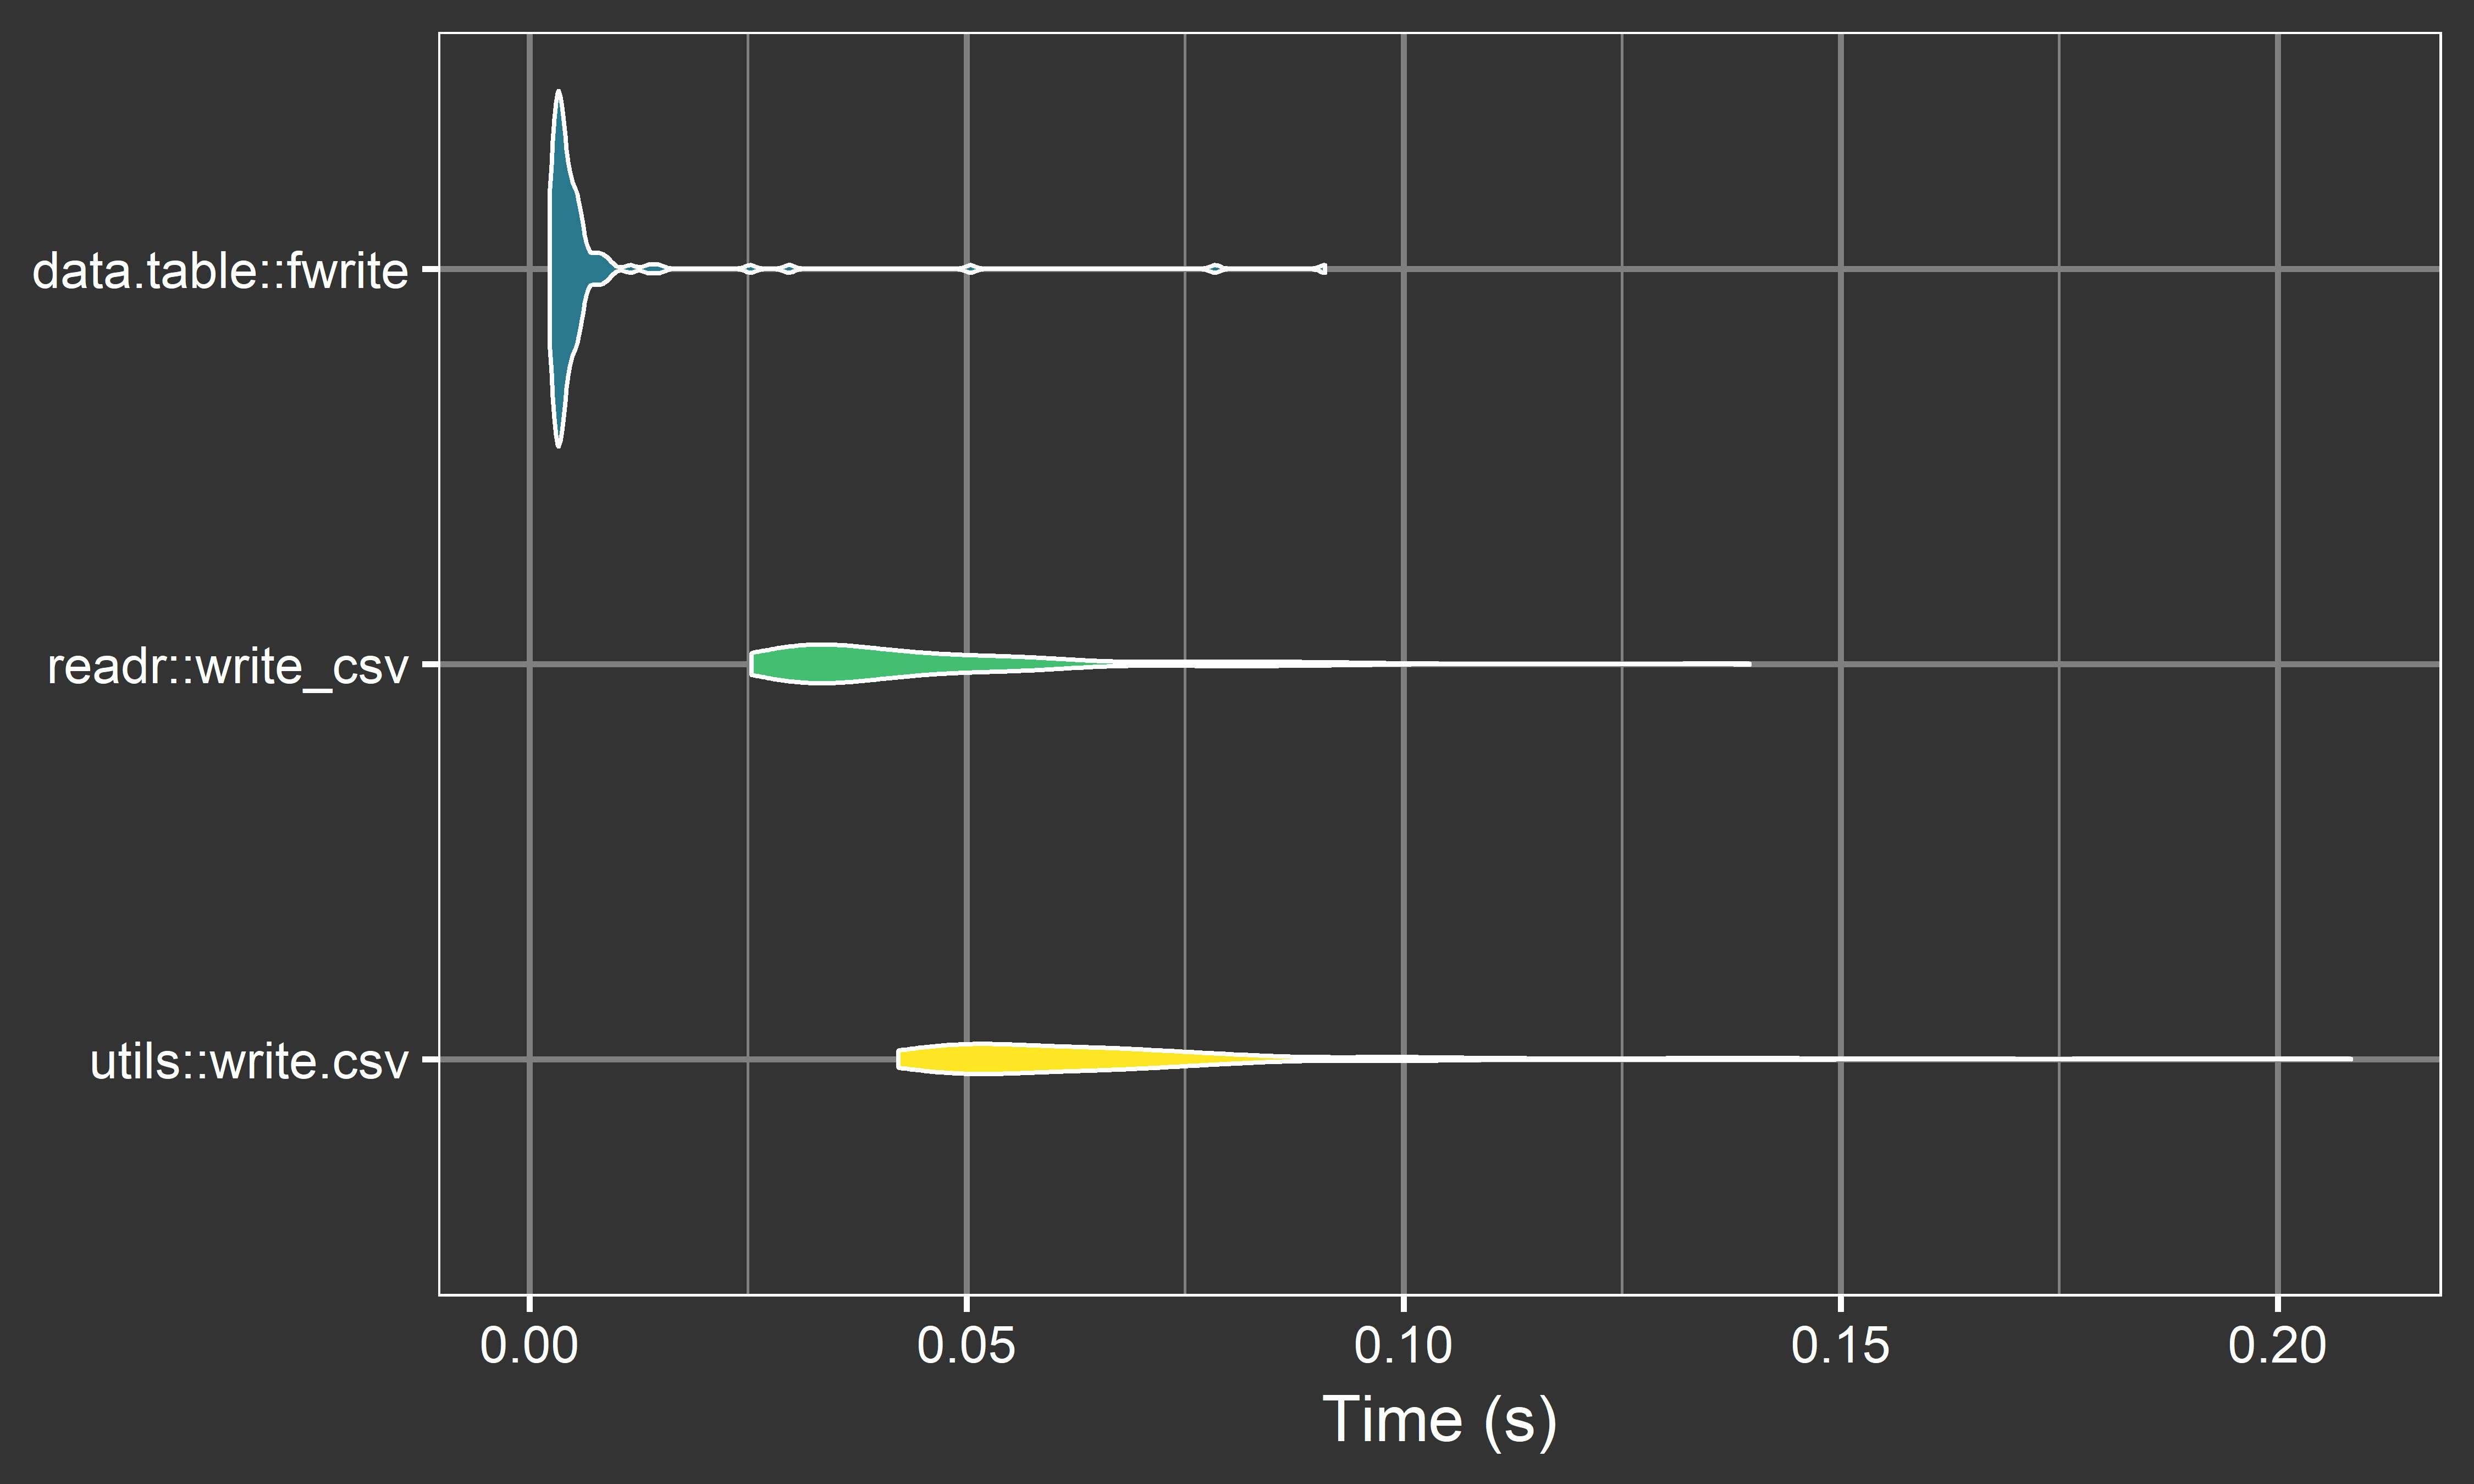 data.table::fwrite
readr::write_csv
utils::write.csv
0.00 0.05 0.10 0.15 0.20
Time (s)